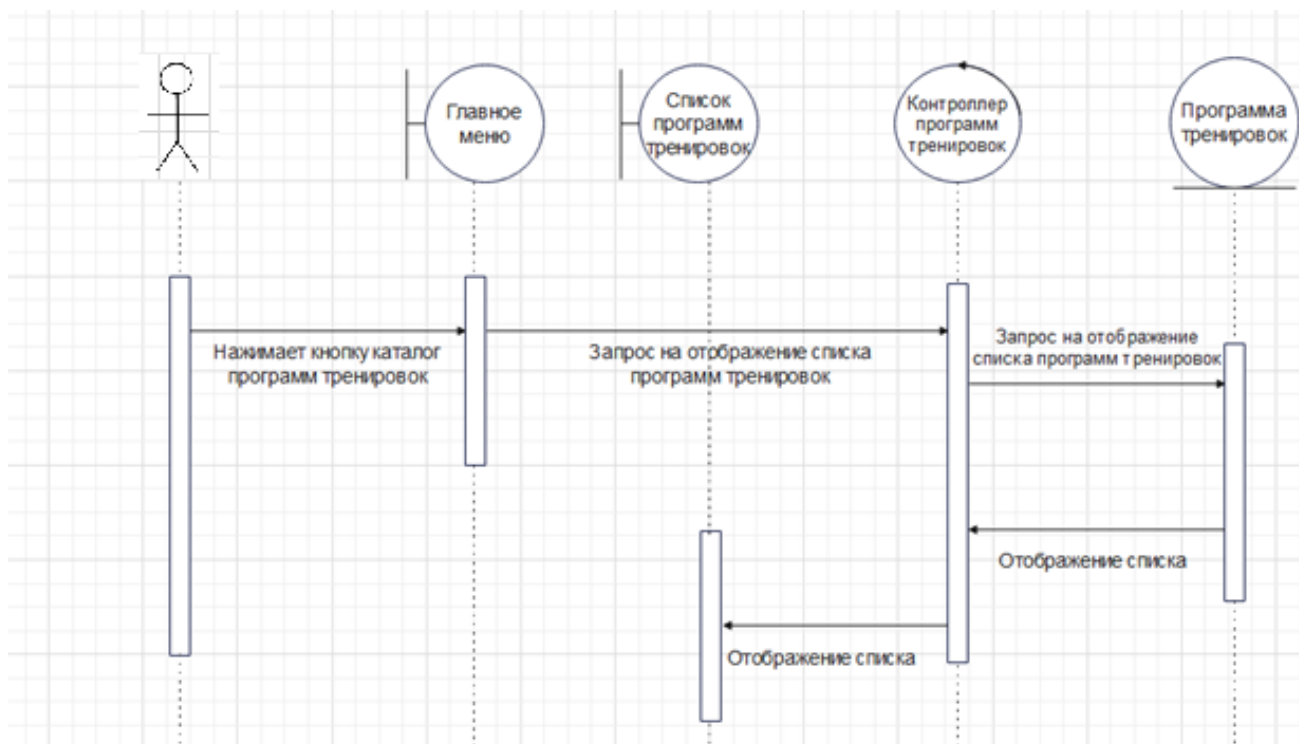 Главное
меню
Список
программ
тренировок
Контроллер
программ
тренировок
Программа
тренировок
Нажимает кнопку каталог
программ тренировок
Запрос на отображение списка
программ тренировок
Запрос на отображение
списка программ тренировок
Отображение списка
Отображение списка